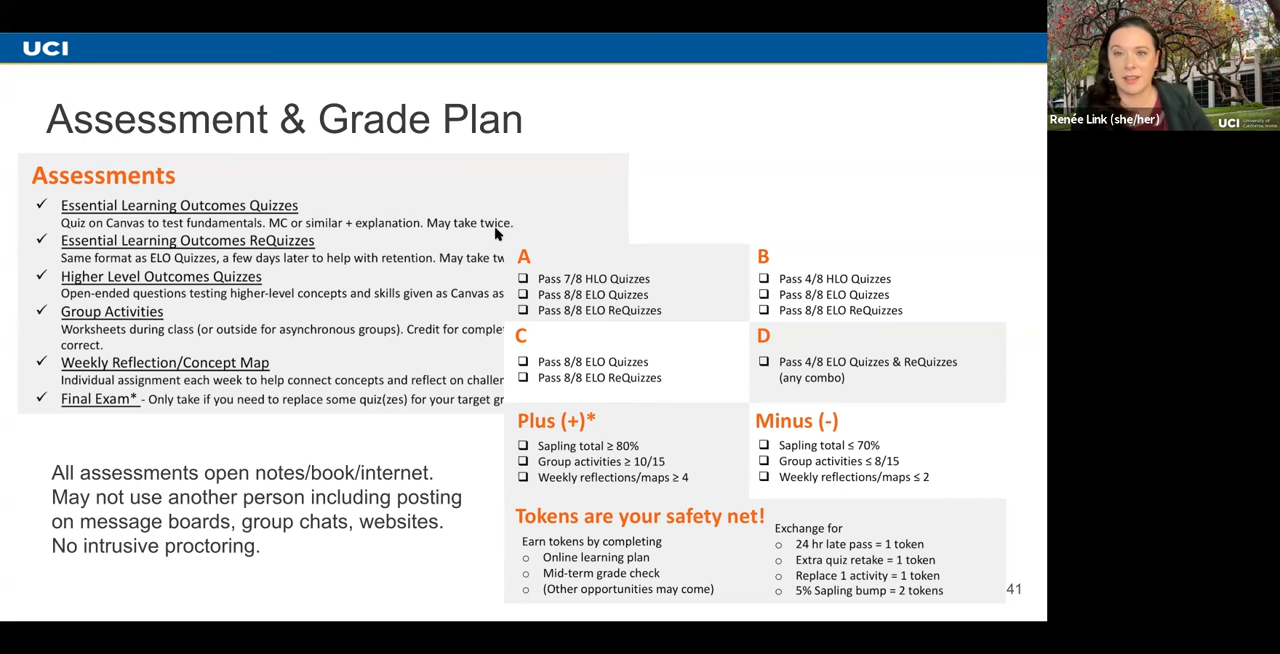 UCI
Assessment & Grade Plan
Assessments
✓ Essential Learning Outcomes Quizzes
Quiz on Canvas to test fundamentals. MC or similar + explanation. May take twice.
✓ Essential Learning Outcomes ReQuizzes
Same format as ELO Quizzes, a few days later to help with retention. May take tw
✓ Higher Level Outcomes Quizzes
Open-ended questions testing higher-level concepts and skills given as Canvas as
✓ Group Activities
Worksheets during class (or outside for asynchronous groups). Credit for comple
correct.
✓ Weekly Reflection/Concept Map
Individual assignment each week to help connect concepts and reflect on challen
✓ Final Exam* - Only take if you need to replace some quiz(zes) for your target gr
All assessments open notes/book/internet.
May not use another person including posting
on message boards, group chats, websites.
No intrusive proctoring.
A
❑ Pass 7/8 HLO Quizzes
❑ Pass 8/8 ELO Quizzes
❑ Pass 8/8 ELO ReQuizzes
B
❑ Pass 4/8 HLO Quizzes
❑ Pass 8/8 ELO Quizzes
❑ Pass 8/8 ELO ReQuizzes
C
❑ Pass 8/8 ELO Quizzes
❑ Pass 8/8 ELO ReQuizzes
D
❑ Pass 4/8 ELO Quizzes & ReQuizzes
(any combo)
Plus (+)*
❑ Sapling total ≥ 80%
❑ Group activities ≥ 10/15
❑ Weekly reflections/maps ≥ 4
Minus (-)
❑ Sapling total ≤ 70%
❑ Group activities ≤ 8/15
❑ Weekly reflections/maps ≤ 2
Tokens are your safety net!
Earn tokens by completing
○ Online learning plan
○ Mid-term grade check
○ (Other opportunities may come)
Exchange for
○ 24 hr late pass = 1 token
○ Extra quiz retake = 1 token
○ Replace 1 activity = 1 token
○ 5% Sapling bump = 2 tokens
41
Renée Link (she/her)
UCI University of
California, Irvine